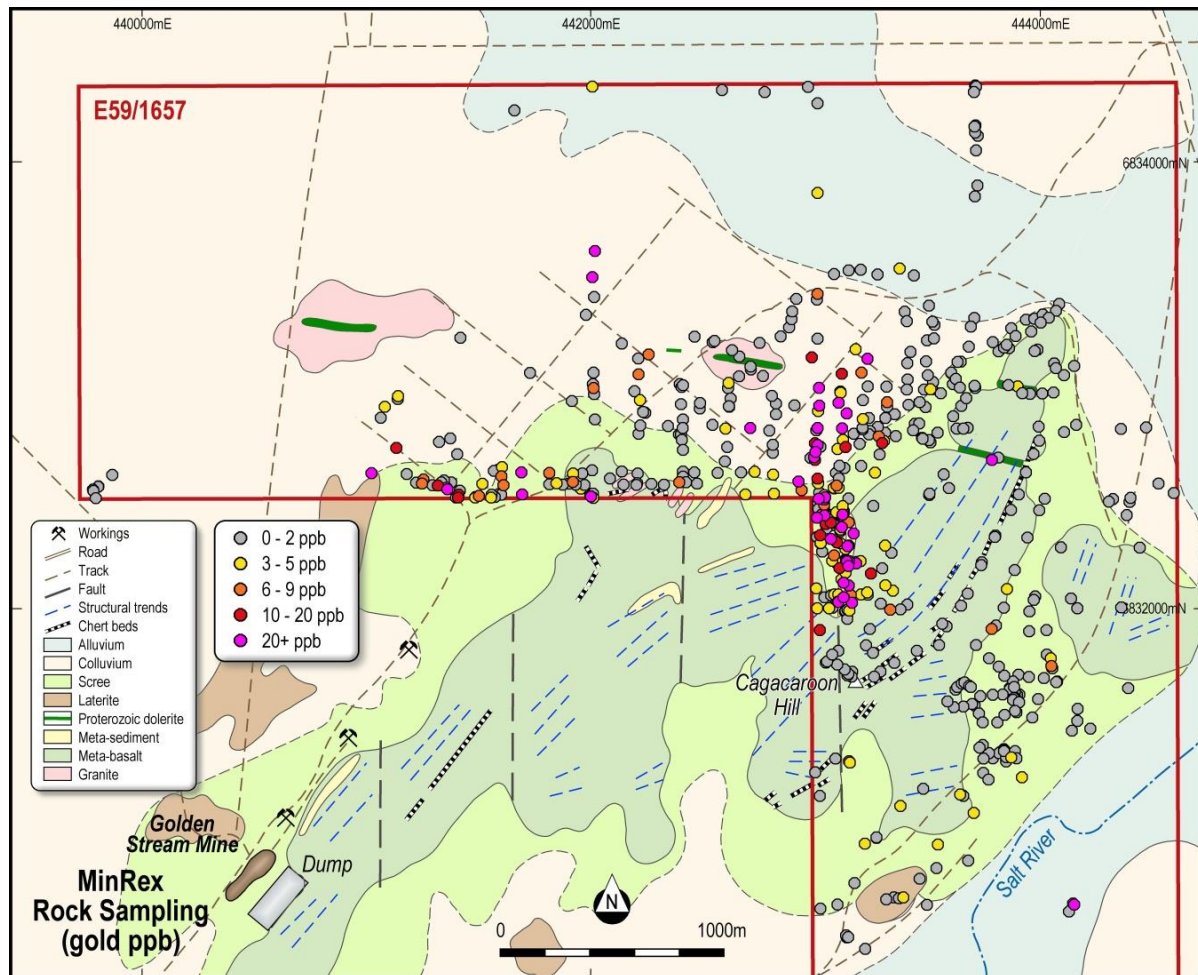 440000mE
442000mE
444000mE
E59/1657
6834000mN
Workings
Road
Track
Fault
Structural trends
Chert beds
Alluvium
Colluvium
Scree
Laterite
Proterozoic dolerite
Meta-sediment
Meta-basalt
Granite
0 - 2 ppb
3 - 5 ppb
6 - 9 ppb
10 - 20 ppb
20+ ppb
6832000mN
Cagacaroon
Hill
Golden
Stream Mine
Dump
MinRex
Rock Sampling
(gold ppb)
N
0
1000m
Salt River